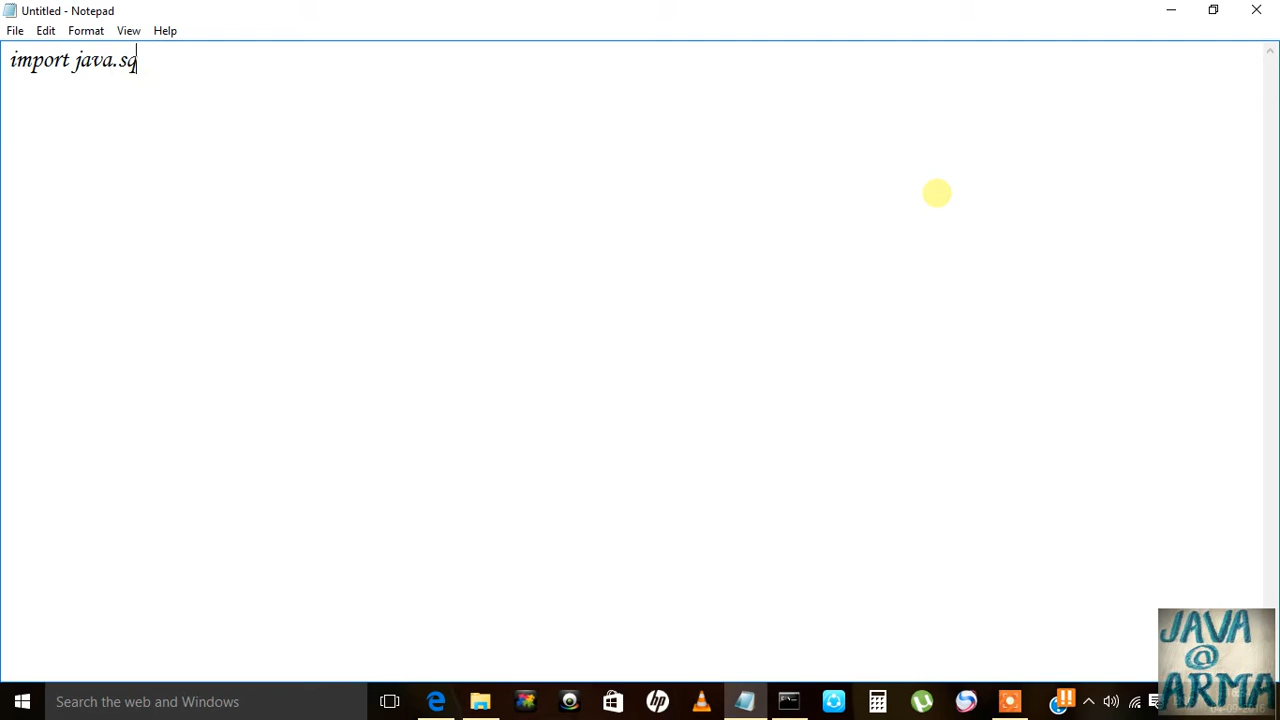 Untitled - Notepad
File Edit Format View Help
import java.sq
Search the web and Windows
JAVA
@
ARMA